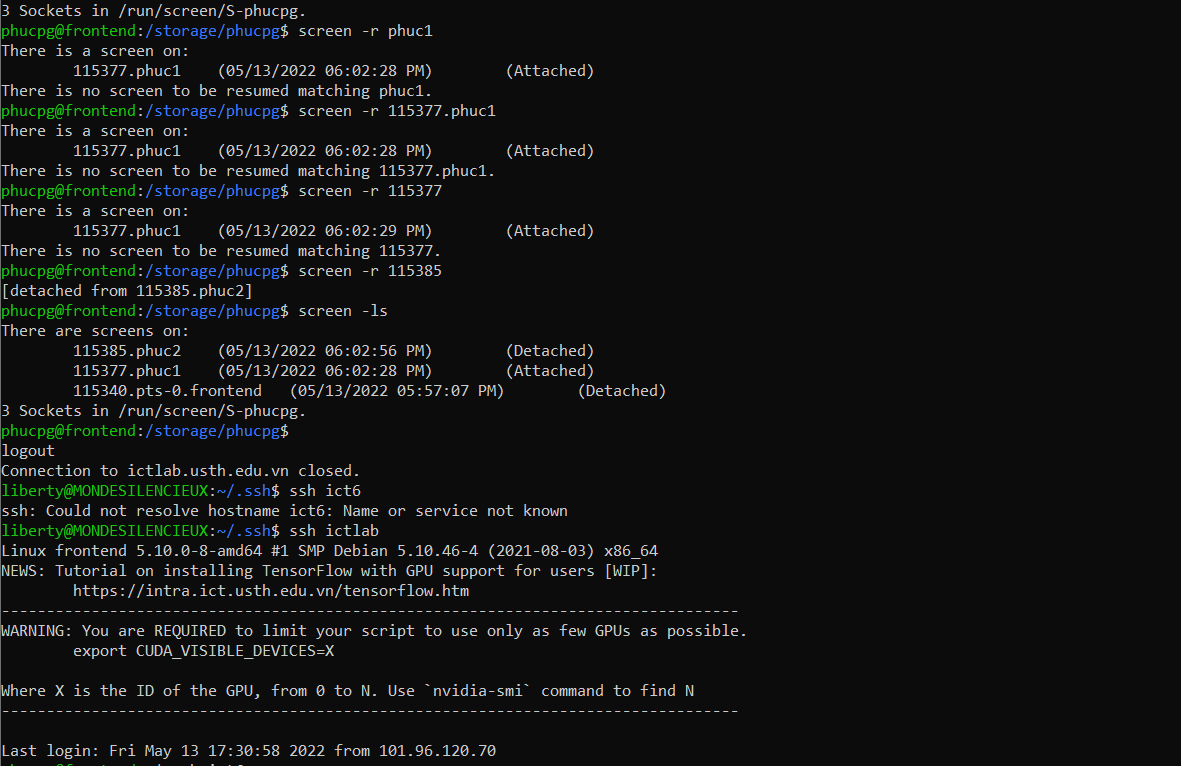 3 Sockets in /run/screen/S-phucpg.
phucpg@frontend:/storage/phucpg$ screen -r phuc1
There is a screen on:
        115377.phuc1    (05/13/2022 06:02:28 PM)        (Attached)
There is no screen to be resumed matching phuc1.
phucpg@frontend:/storage/phucpg$ screen -r 115377.phuc1
There is a screen on:
        115377.phuc1    (05/13/2022 06:02:28 PM)        (Attached)
There is no screen to be resumed matching 115377.phuc1.
phucpg@frontend:/storage/phucpg$ screen -r 115377
There is a screen on:
        115377.phuc1    (05/13/2022 06:02:29 PM)        (Attached)
There is no screen to be resumed matching 115377.
phucpg@frontend:/storage/phucpg$ screen -r 115385
[detached from 115385.phuc2]
phucpg@frontend:/storage/phucpg$ screen -ls
There are screens on:
        115385.phuc2    (05/13/2022 06:02:56 PM)        (Detached)
        115377.phuc1    (05/13/2022 06:02:28 PM)        (Attached)
        115340.pts-0.frontend   (05/13/2022 05:57:07 PM)        (Detached)
3 Sockets in /run/screen/S-phucpg.
phucpg@frontend:/storage/phucpg$
logout
Connection to ictlab.usth.edu.vn closed.
liberty@MONDESILENCIEUX:~/.ssh$ ssh ict6
ssh: Could not resolve hostname ict6: Name or service not known
liberty@MONDESILENCIEUX:~/.ssh$ ssh ictlab
Linux frontend 5.10.0-8-amd64 #1 SMP Debian 5.10.46-4 (2021-08-03) x86_64
NEWS: Tutorial on installing TensorFlow with GPU support for users [WIP]:
        https://intra.ict.usth.edu.vn/tensorflow.htm
----------------------------------------------------------------------------------
WARNING: You are REQUIRED to limit your script to use only as few GPUs as possible.
        export CUDA_VISIBLE_DEVICES=X
Where X is the ID of the GPU, from 0 to N. Use `nvidia-smi` command to find N
----------------------------------------------------------------------------------
Last login: Fri May 13 17:30:58 2022 from 101.96.120.70